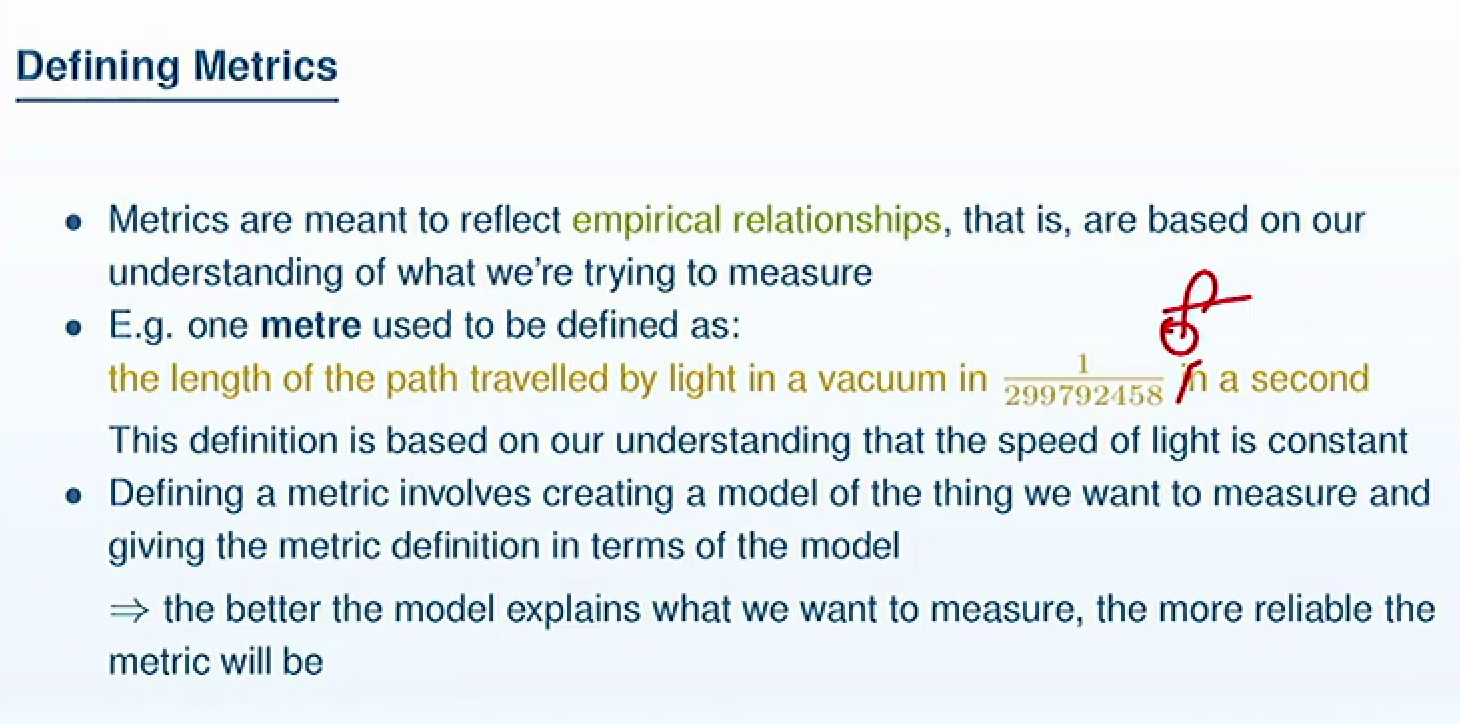 Defining Metrics
• Metrics are meant to reflect empirical relationships, that is, are based on our
understanding of what we're trying to measure
• E.g. one metre used to be defined as:
of
the length of the path travelled by light in a vacuum in 1/299792458 in a second
This definition is based on our understanding that the speed of light is constant
• Defining a metric involves creating a model of the thing we want to measure and
giving the metric definition in terms of the model
⇒ the better the model explains what we want to measure, the more reliable the
metric will be